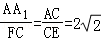 AA₁/FC = AC/CE = 2√2